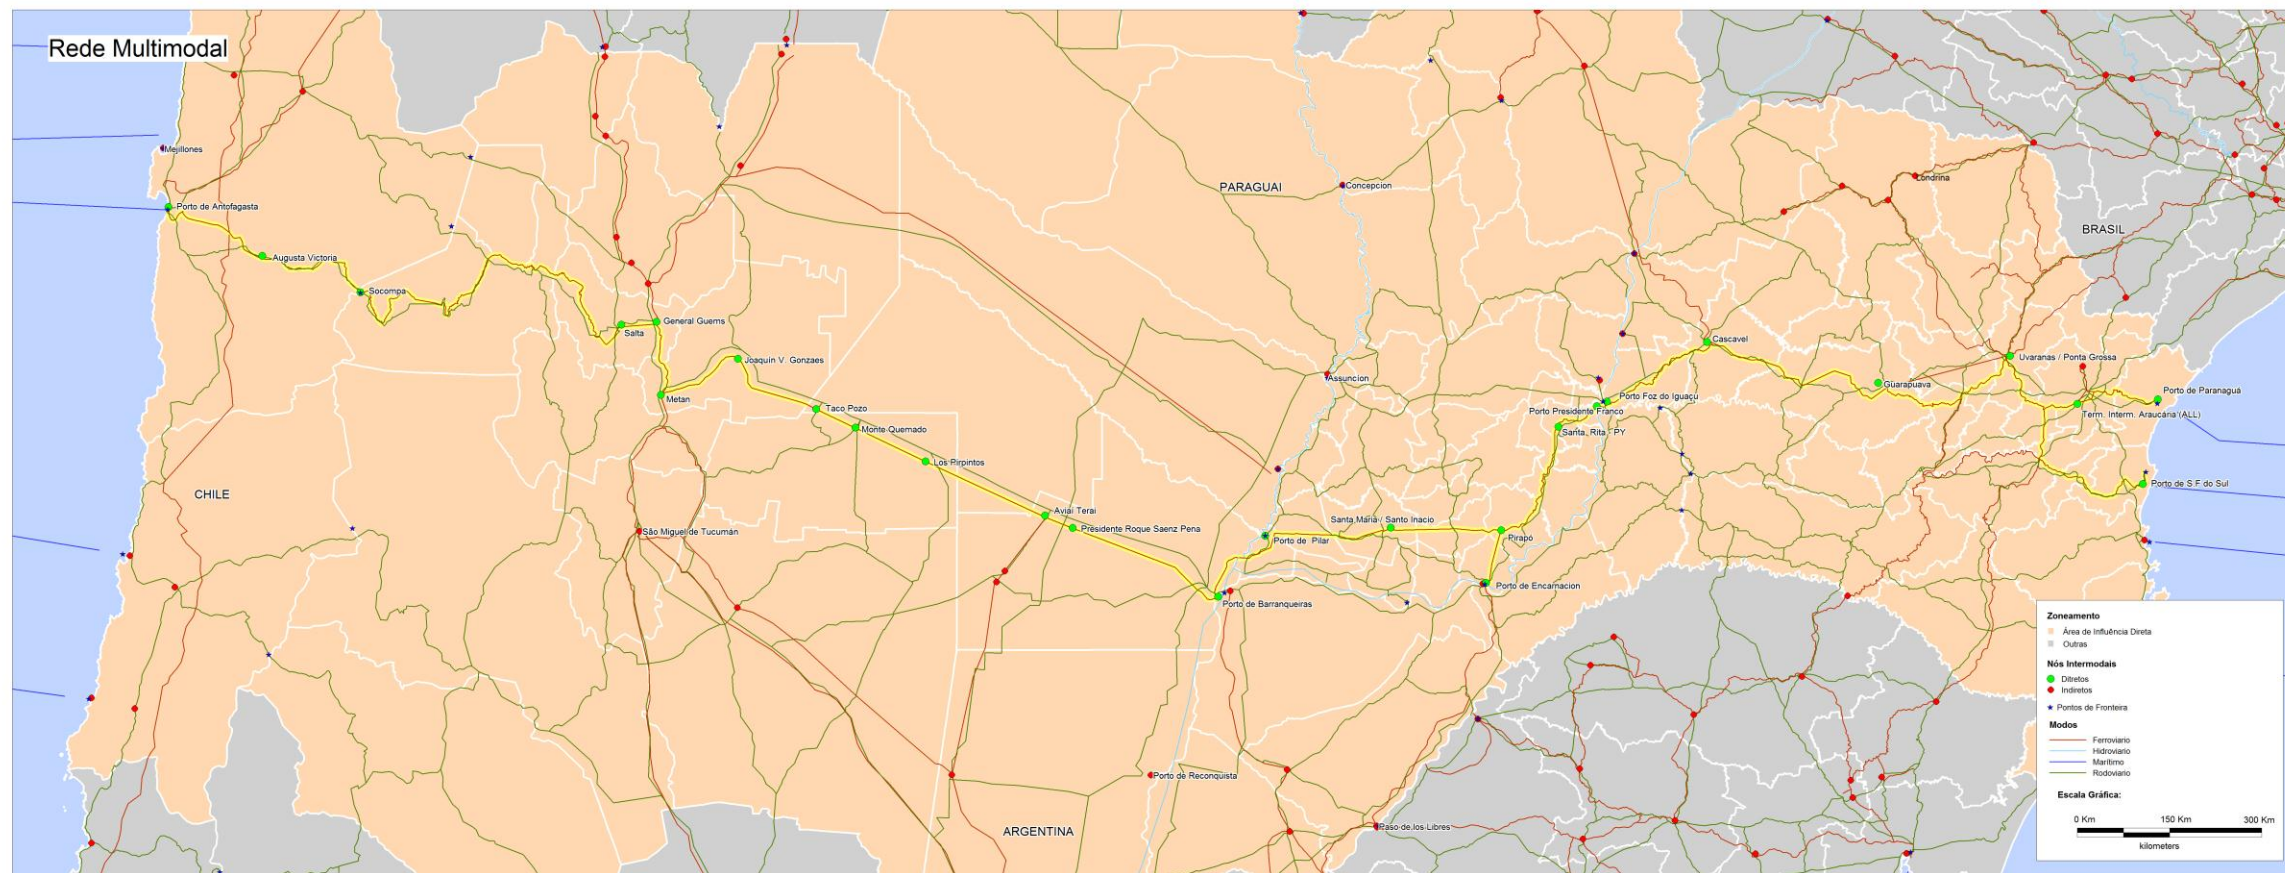 Rede Multimodal
Mejillones
Porto de Antofagasta
Augusta Victoria
Socompa
Salta
General Guems
Joaquín V. Gonzaes
Metan
Taco Pozo
Monte Quemado
Los Pirpintos
Aviai Terai
Presidente Roque Saenz Pena
CHILE
São Miguel de Tucumán
PARAGUAI
Concepcion
Assuncion
Santa Maria / Santo Inacio
Porto de Pilar
Pirapó
Porto de Barranqueiras
Porto de Encarnacion
Porto de Reconquista
ARGENTINA
Paso de los Libres
Londrina
BRASIL
Cascavel
Uvaranas / Ponta Grossa
Guarapuava
Porto Foz do Iguaçu
Porto Presidente Franco
Santa Rita - PY
Porto de Paranaguá
Term. Interm. Araucária (ALL)
Porto de S F do Sul
Zoneamento
Área de Influência Direta
Outras
Nós Intermodais
Ditretos
Indiretos
Pontos de Fronteira
Modos
Ferroviario
Hidroviario
Marítimo
Rodoviario
Escala Gráfica:
0 Km 150 Km 300 Km
kilometers